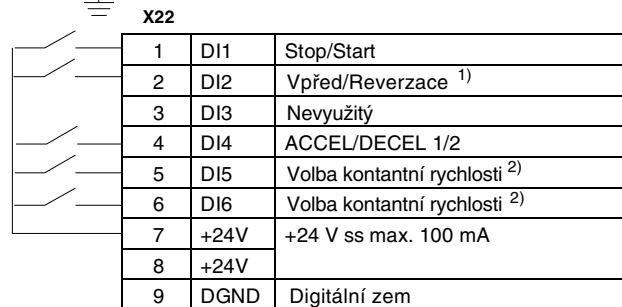 X22
1 DI1 Stop/Start
2 DI2 Vpřed/Reverzace 1)
3 DI3 Nevyužitý
4 DI4 ACCEL/DECEL 1/2
5 DI5 Volba kontantní rychlosti 2)
6 DI6 Volba kontantní rychlosti 2)
7 +24V +24 V ss max. 100 mA
8 +24V
9 DGND Digitální zem